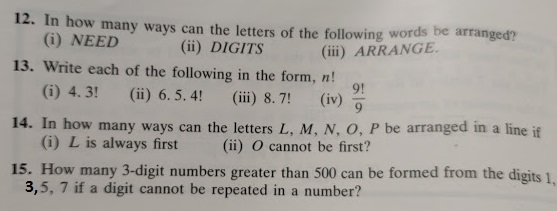 12. In how many ways can the letters of the following words be arranged?
(i) NEED (ii) DIGITS (iii) ARRANGE.
13. Write each of the following in the form, n!
(i) 4. 3! (ii) 6. 5. 4! (iii) 8. 7! (iv) 9!/9
14. In how many ways can the letters L, M, N, O, P be arranged in a line if
(i) L is always first (ii) O cannot be first?
15. How many 3-digit numbers greater than 500 can be formed from the digits 1,
3, 5, 7 if a digit cannot be repeated in a number?